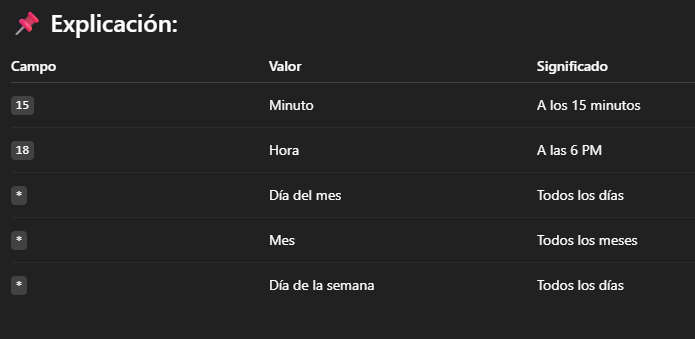 📌 Explicación:
Campo Valor Significado
15 Minuto A los 15 minutos
18 Hora A las 6 PM
* Día del mes Todos los días
* Mes Todos los meses
* Día de la semana Todos los días